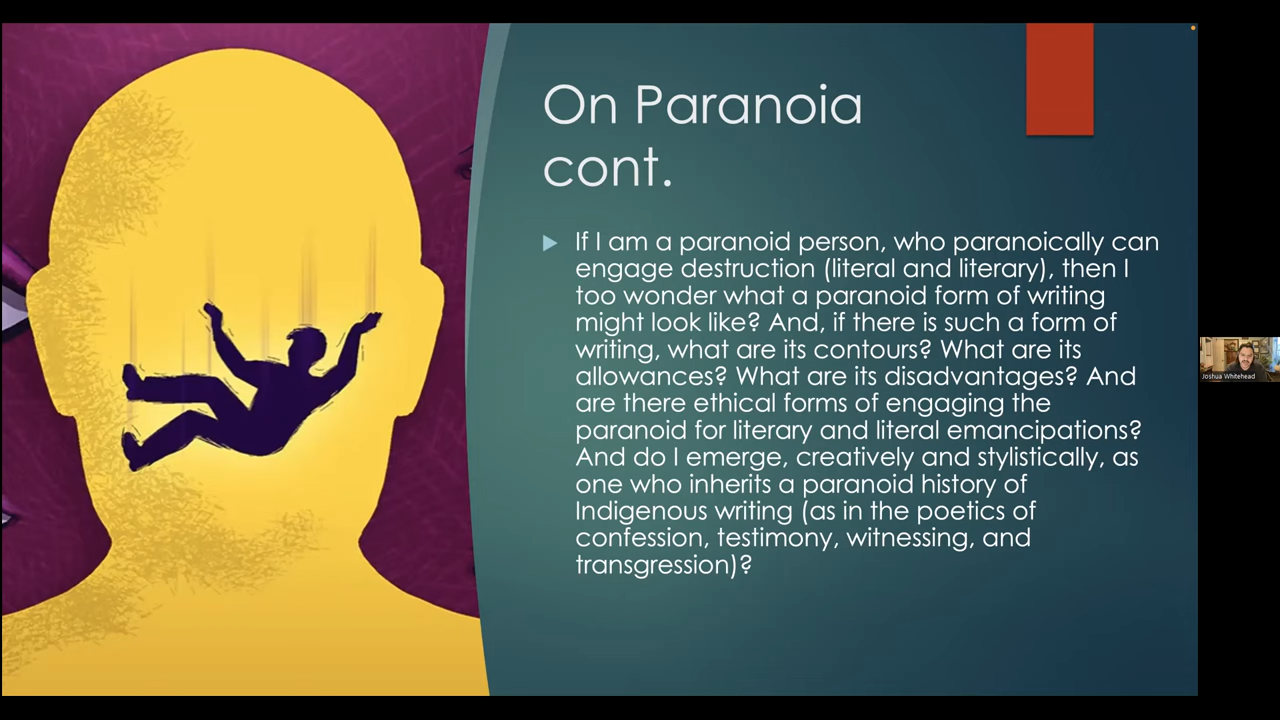 On Paranoia
cont.
If I am a paranoid person, who paranoically can
engage destruction (literal and literary), then I
too wonder what a paranoid form of writing
might look like? And, if there is such a form of
writing, what are its contours? What are its
allowances? What are its disadvantages? And
are there ethical forms of engaging the
paranoid for literary and literal emancipations?
And do I emerge, creatively and stylistically, as
one who inherits a paranoid history of
Indigenous writing (as in the poetics of
confession, testimony, witnessing, and
transgression)?
Joshua Whitehead